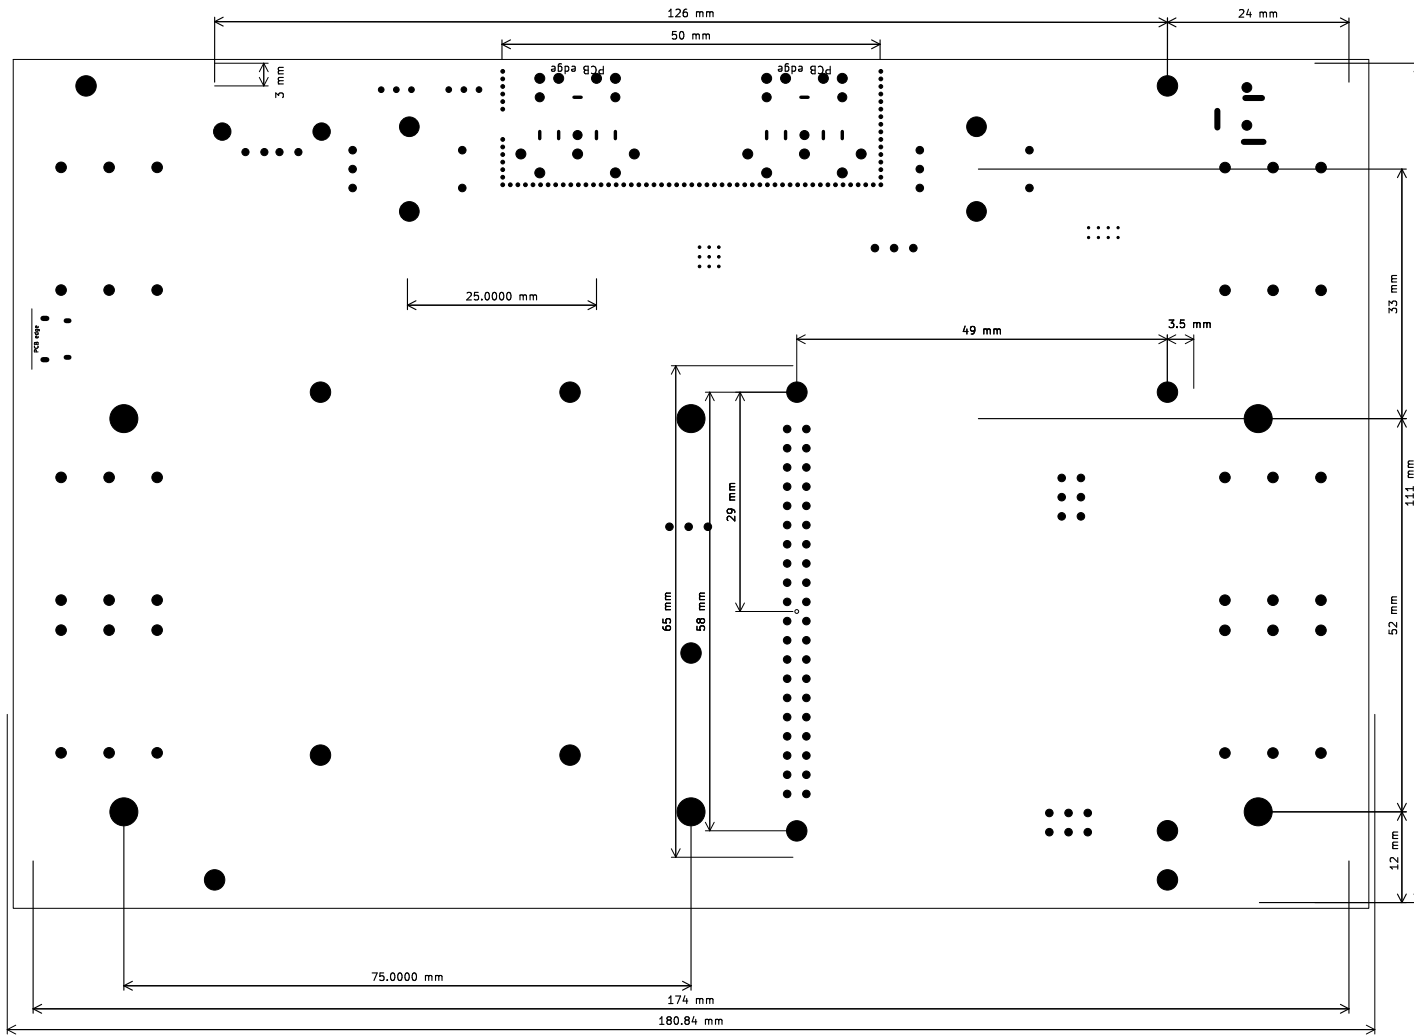 126 mm
24 mm
50 mm
PCB edge
PCB edge
3 mm
33 mm
25.0000 mm
49 mm
3.5 mm
PCB edge
29 mm
111 mm
65 mm
58 mm
52 mm
12 mm
75.0000 mm
174 mm
180.84 mm